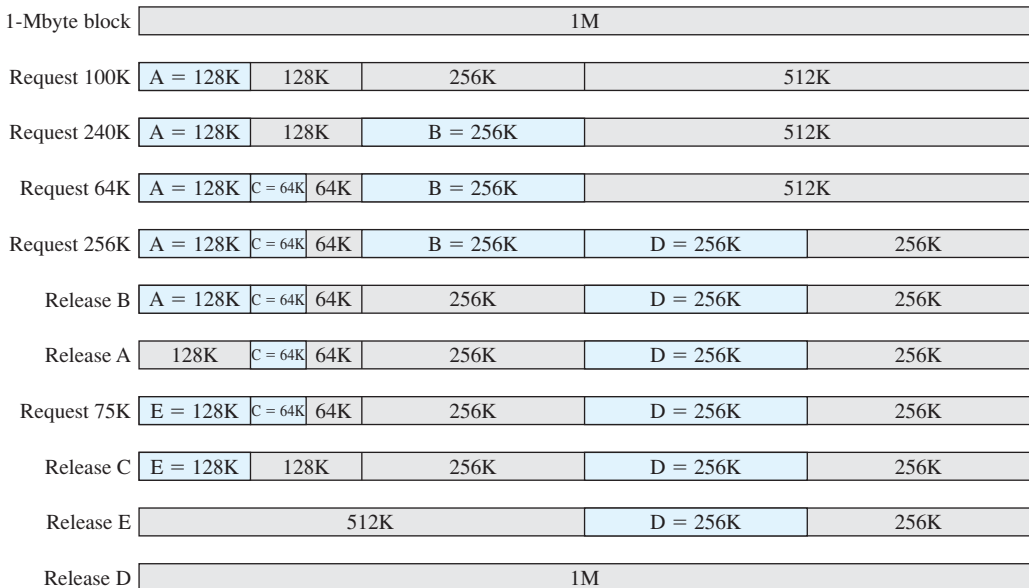 1-Mbyte block 1M
Request 100K A = 128K 128K 256K 512K
Request 240K A = 128K 128K B = 256K 512K
Request 64K A = 128K C = 64K 64K B = 256K 512K
Request 256K A = 128K C = 64K 64K B = 256K D = 256K 256K
Release B A = 128K C = 64K 64K 256K D = 256K 256K
Release A 128K C = 64K 64K 256K D = 256K 256K
Request 75K E = 128K C = 64K 64K 256K D = 256K 256K
Release C E = 128K 128K 256K D = 256K 256K
Release E 512K D = 256K 256K
Release D 1M